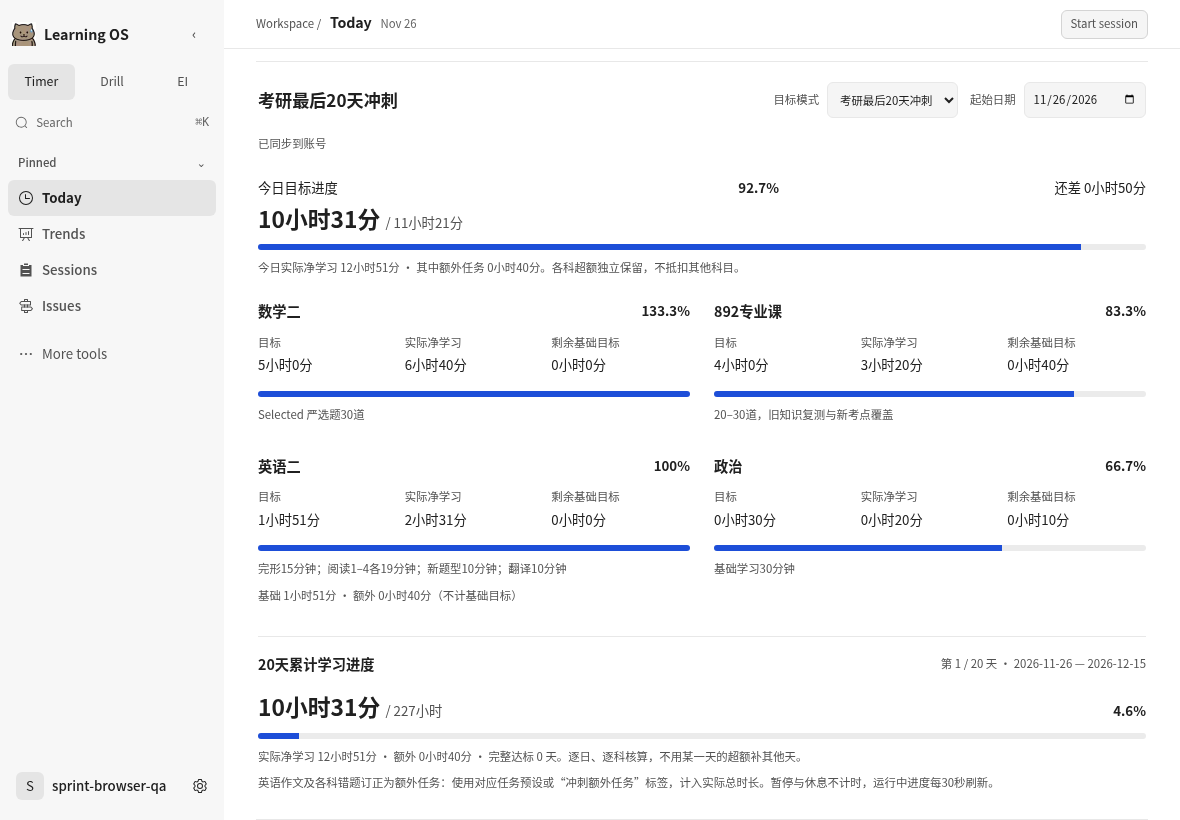 Learning OS
‹
Timer
Drill
EI
Search
⌘K
Pinned
Today
Trends
Sessions
Issues
More tools
S
sprint-browser-qa
Workspace / Today Nov 26
Start session
考研最后20天冲刺
目标模式
考研最后20天冲刺
起始日期
11/26/2026
已同步到账号
今日目标进度
92.7%
还差 0小时50分
10小时31分 / 11小时21分
今日实际净学习 12小时51分 · 其中额外任务 0小时40分。各科超额独立保留，不抵扣其他科目。
数学二
133.3%
目标
实际净学习
剩余基础目标
5小时0分
6小时40分
0小时0分
Selected 严选题30道
892专业课
83.3%
目标
实际净学习
剩余基础目标
4小时0分
3小时20分
0小时40分
20–30道，旧知识复测与新考点覆盖
英语二
100%
目标
实际净学习
剩余基础目标
1小时51分
2小时31分
0小时0分
完形15分钟；阅读1–4各19分钟；新题型10分钟；翻译10分钟
基础 1小时51分 · 额外 0小时40分（不计基础目标）
政治
66.7%
目标
实际净学习
剩余基础目标
0小时30分
0小时20分
0小时10分
基础学习30分钟
20天累计学习进度
第 1 / 20 天 · 2026-11-26 — 2026-12-15
10小时31分 / 227小时
4.6%
实际净学习 12小时51分 · 额外 0小时40分 · 完整达标 0 天。逐日、逐科核算，不用某一天的超额补其他天。
英语作文及各科错题订正为额外任务：使用对应任务预设或“冲刺额外任务”标签，计入实际总时长。暂停与休息不计时，运行中进度每30秒刷新。